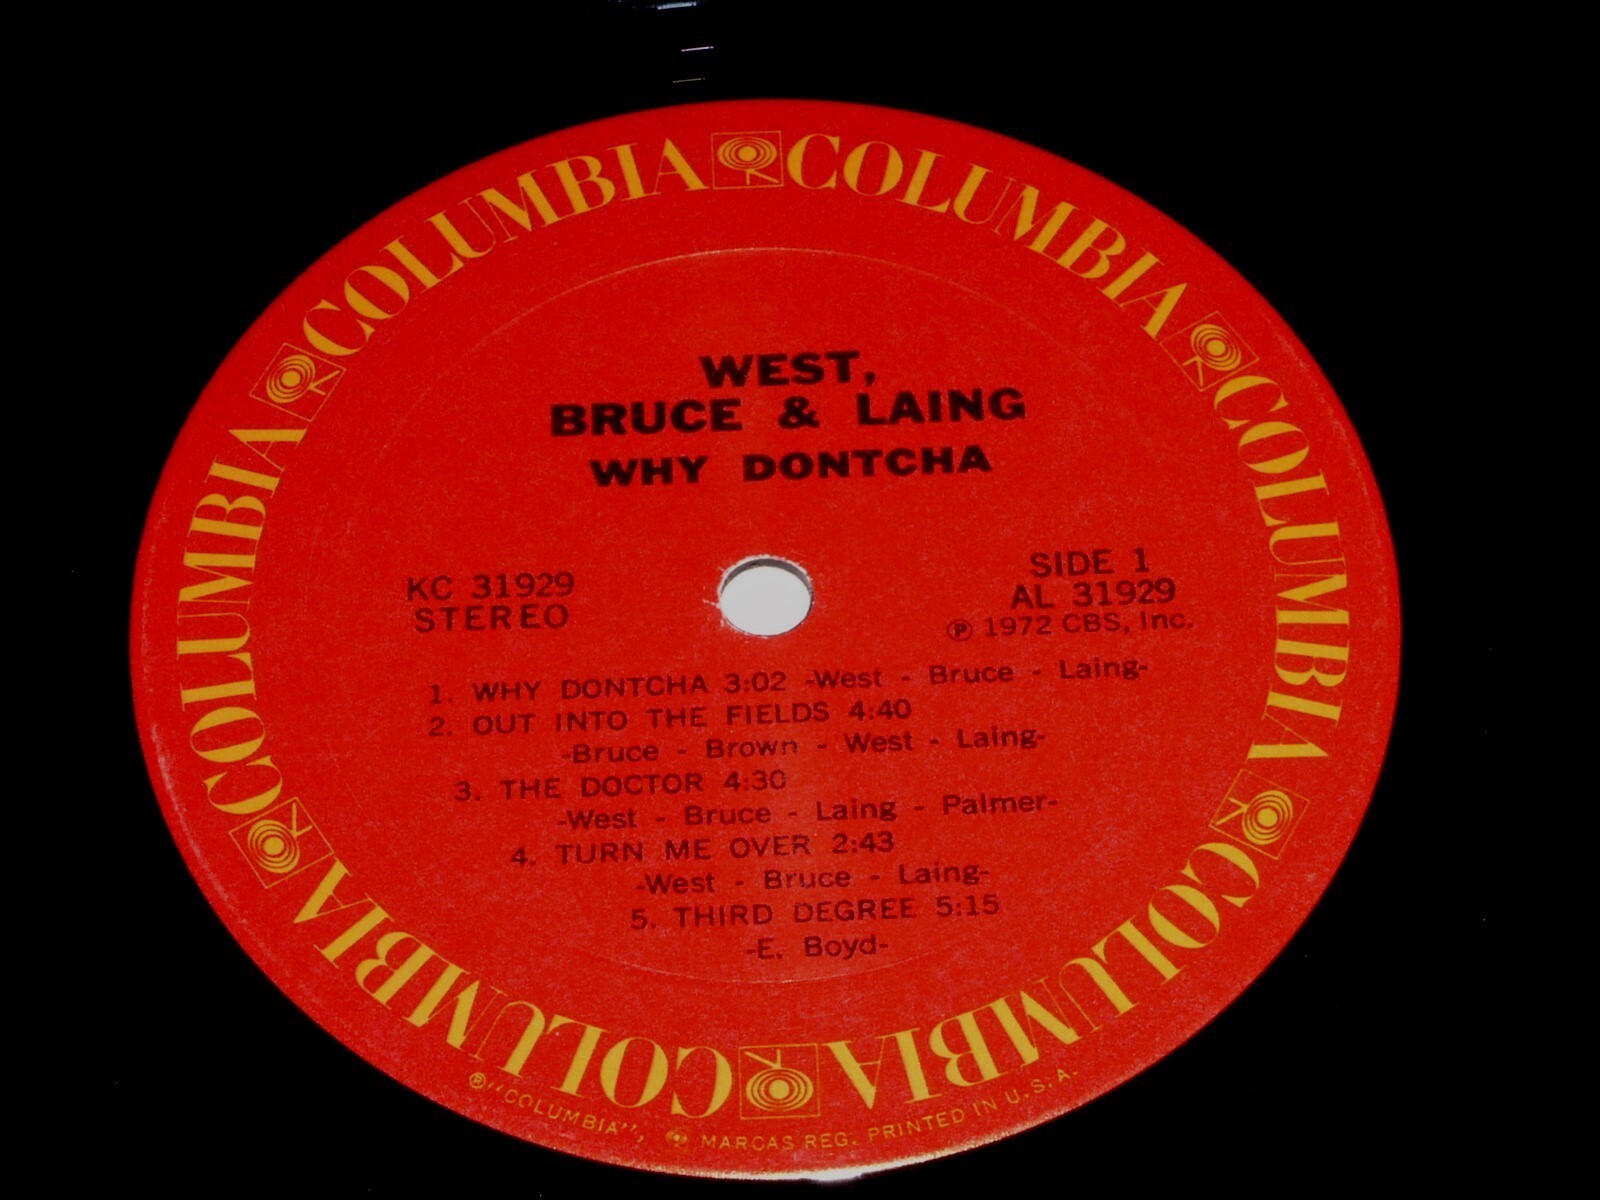 COLUMBIA COLUMBIA COLUMBIA COLUMBIA COLUMBIA COLUMBIA
WEST,
BRUCE & LAING
WHY DONTCHA
KC 31929
STEREO
SIDE 1
AL 31929
℗ 1972 CBS, Inc.
1. WHY DONTCHA 3:02 -West - Bruce - Laing-
2. OUT INTO THE FIELDS 4:40
-Bruce - Brown - West - Laing-
3. THE DOCTOR 4:30
-West - Bruce - Laing - Palmer-
4. TURN ME OVER 2:43
-West - Bruce - Laing-
5. THIRD DEGREE 5:15
-E. Boyd-
® "COLUMBIA", MARCAS REG. PRINTED IN U.S.A.